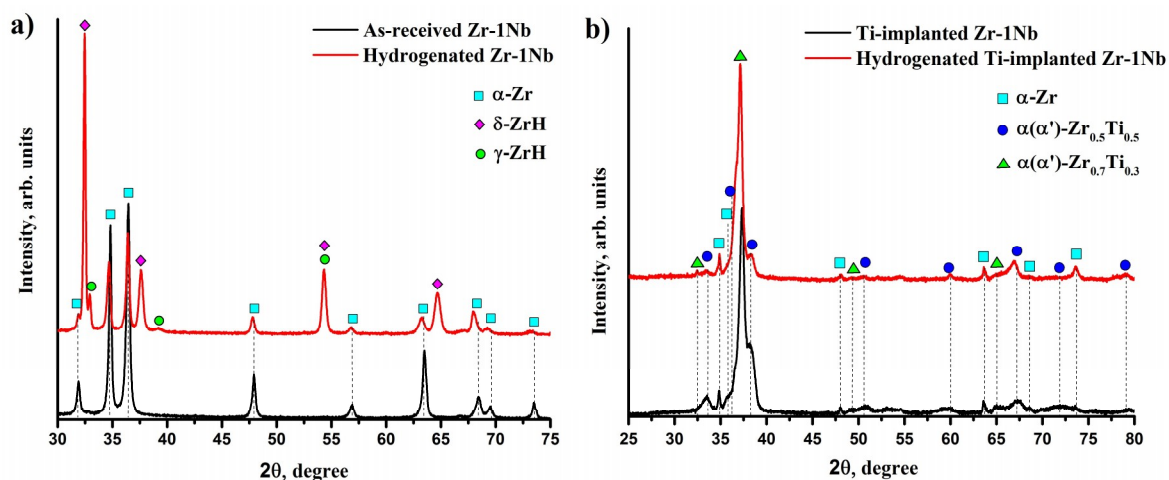 a)
As-received Zr-1Nb
Hydrogenated Zr-1Nb
α-Zr
δ-ZrH
γ-ZrH
Intensity, arb. units
30 35 40 45 50 55 60 65 70 75
2θ, degree
b)
Ti-implanted Zr-1Nb
Hydrogenated Ti-implanted Zr-1Nb
α-Zr
α(α')-Zr0.5Ti0.5
α(α')-Zr0.7Ti0.3
Intensity, arb. units
25 30 35 40 45 50 55 60 65 70 75 80
2θ, degree